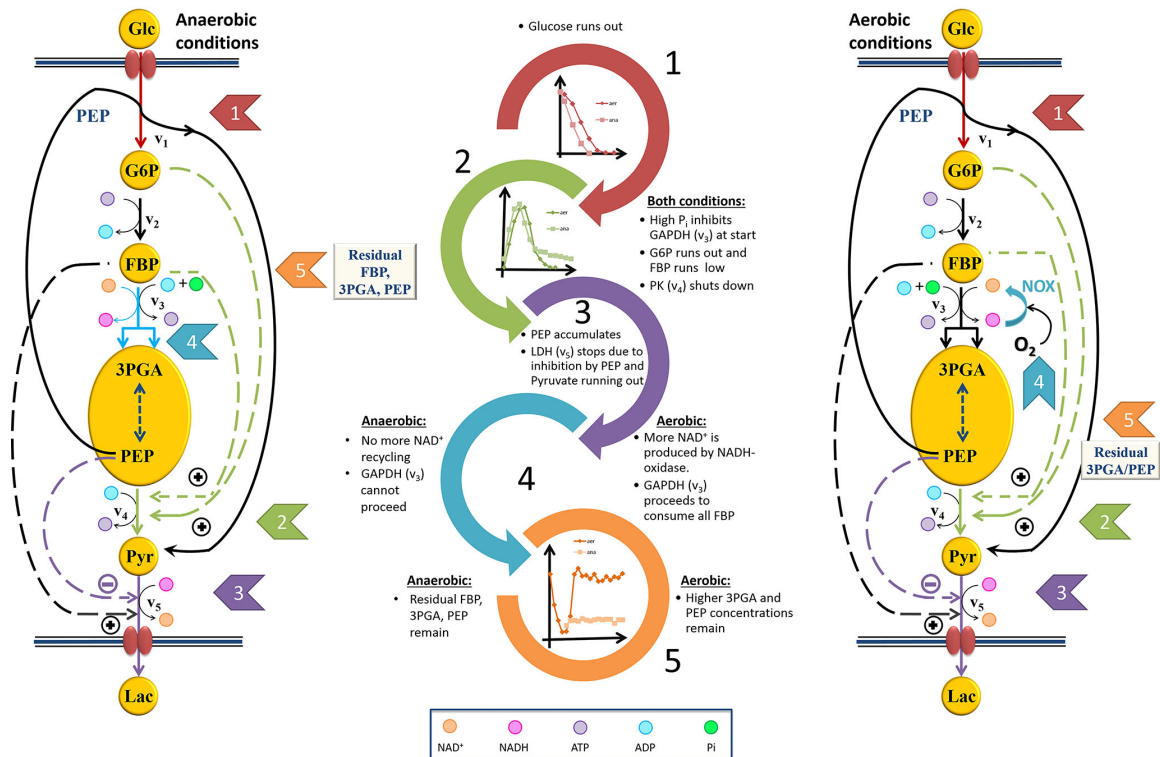 Anaerobic
conditions
Glc
1
PEP
v1
G6P
v2
FBP
+
v3
5
Residual
FBP,
3PGA, PEP
4
3PGA
PEP
+
v4
+
2
Pyr
−
3
v5
+
Lac
• Glucose runs out
1
aer
ana
2
aer
ana
Both conditions:
• High Pi inhibits
GAPDH (v3) at start
• G6P runs out and
FBP runs low
• PK (v4) shuts down
3
• PEP accumulates
• LDH (v5) stops due to
inhibition by PEP and
Pyruvate running out
Anaerobic:
• No more NAD+
recycling
• GAPDH (v3)
cannot
proceed
4
Aerobic:
• More NAD+ is
produced by NADH-
oxidase.
• GAPDH (v3)
proceeds to
consume all FBP
aer
ana
Anaerobic:
• Residual FBP,
3PGA, PEP
remain
Aerobic:
• Higher 3PGA and
PEP concentrations
remain
5
NAD+ NADH ATP ADP Pi
Aerobic
conditions
Glc
1
PEP
v1
G6P
v2
FBP
+
v3
NOX
O2
4
3PGA
5
Residual
3PGA/PEP
PEP
+
v4
+
2
Pyr
−
3
v5
+
Lac